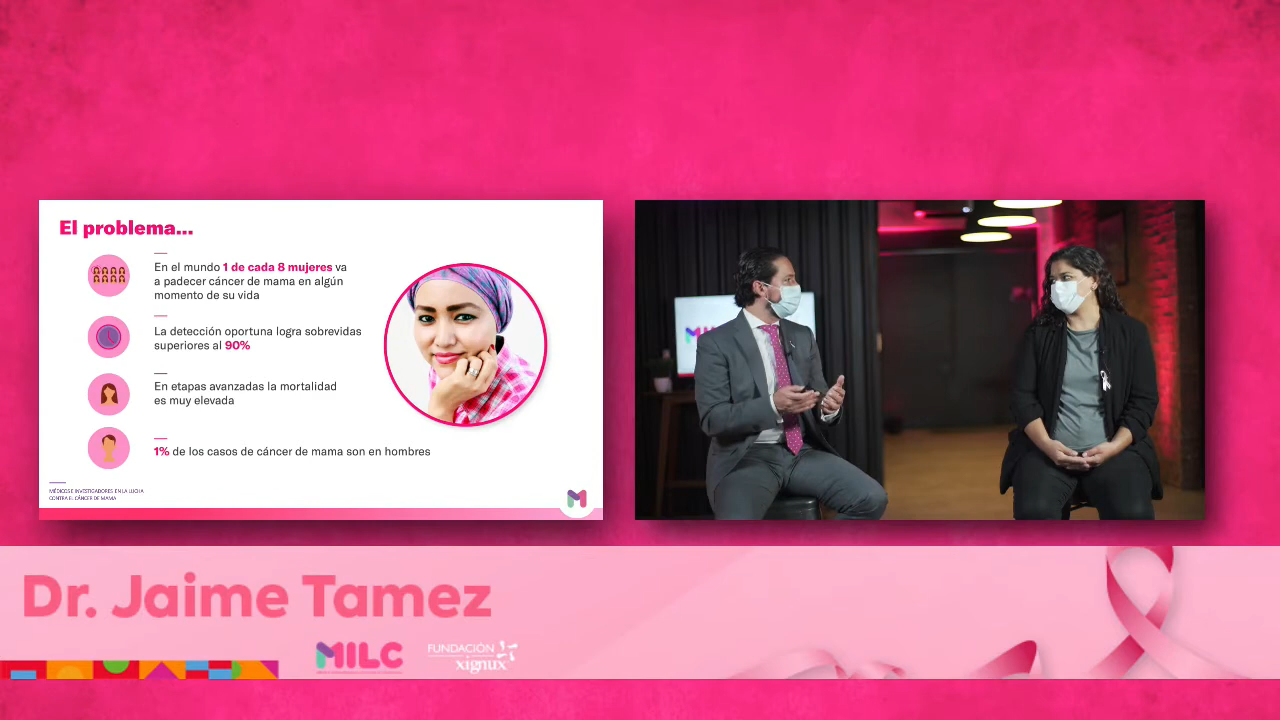 El problema...
En el mundo 1 de cada 8 mujeres va
a padecer cáncer de mama en algún
momento de su vida
La detección oportuna logra sobrevidas
superiores al 90%
En etapas avanzadas la mortalidad
es muy elevada
1% de los casos de cáncer de mama son en hombres
MÉDICOS E INVESTIGADORES EN LA LUCHA
CONTRA EL CÁNCER DE MAMA
Dr. Jaime Tamez
MILC
FUNDACIÓN
xignux